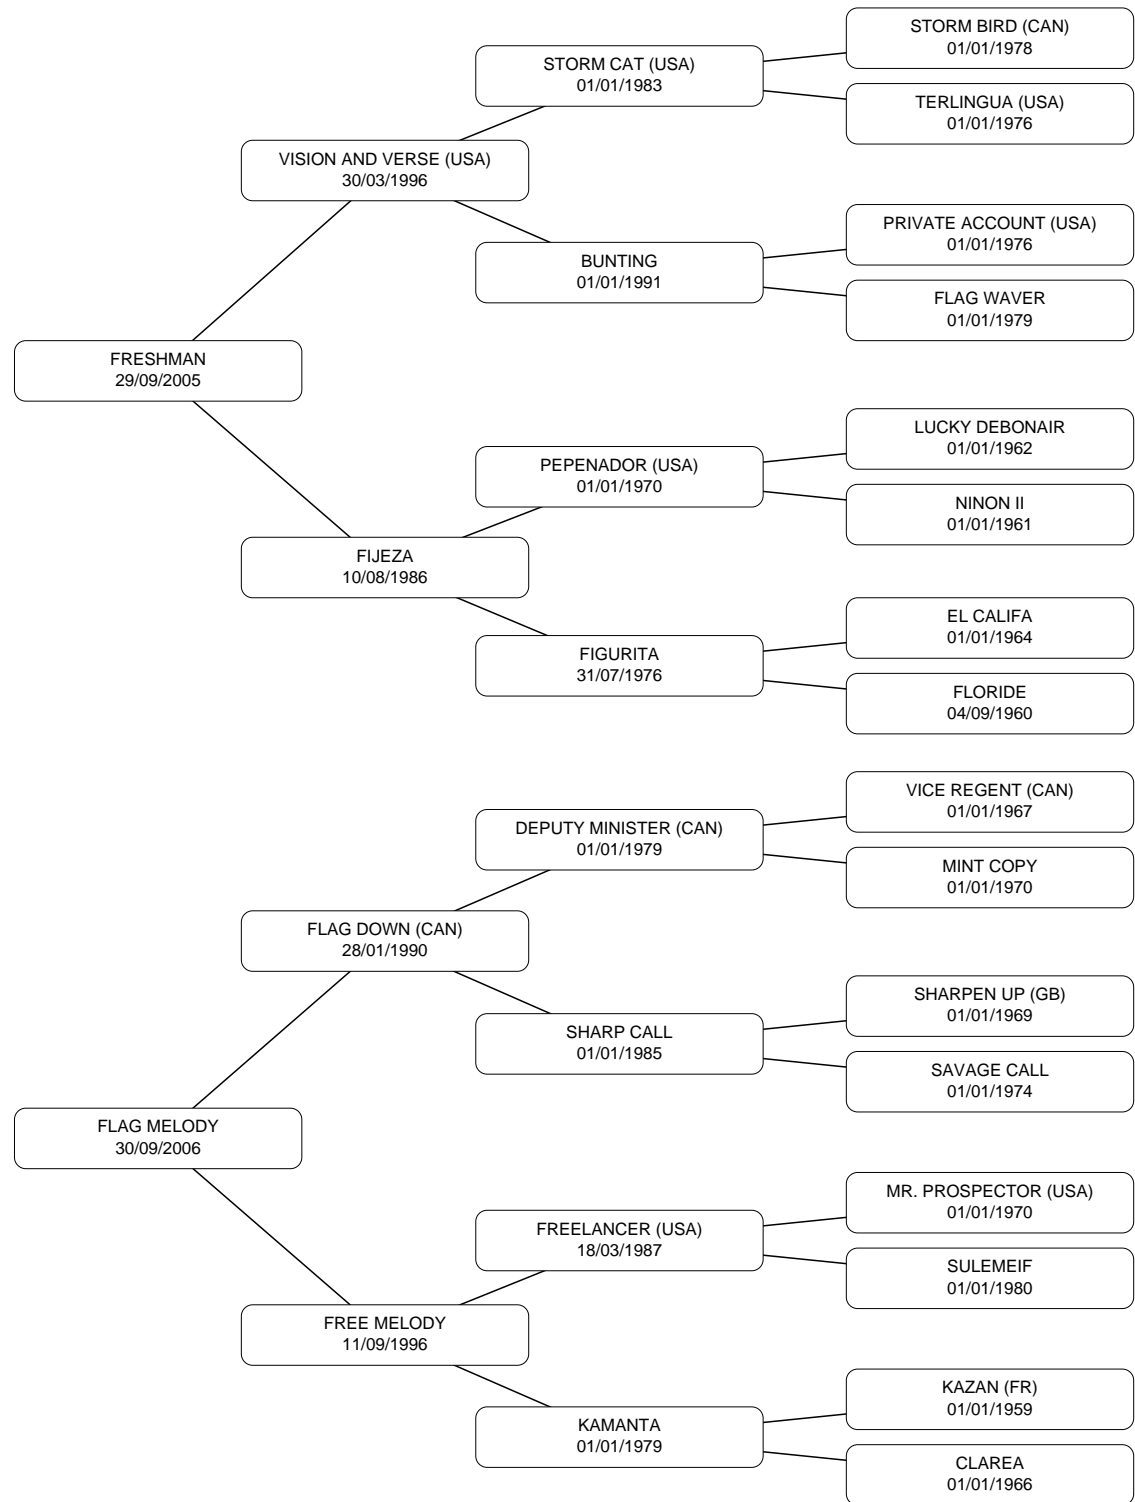 STORM BIRD (CAN)
01/01/1978
STORM CAT (USA)
01/01/1983
TERLINGUA (USA)
01/01/1976
VISION AND VERSE (USA)
30/03/1996
PRIVATE ACCOUNT (USA)
01/01/1976
BUNTING
01/01/1991
FLAG WAVER
01/01/1979
FRESHMAN
29/09/2005
LUCKY DEBONAIR
01/01/1962
PEPENADOR (USA)
01/01/1970
NINON II
01/01/1961
FIJEZA
10/08/1986
EL CALIFA
01/01/1964
FIGURITA
31/07/1976
FLORIDE
04/09/1960
VICE REGENT (CAN)
01/01/1967
DEPUTY MINISTER (CAN)
01/01/1979
MINT COPY
01/01/1970
FLAG DOWN (CAN)
28/01/1990
SHARPEN UP (GB)
01/01/1969
SHARP CALL
01/01/1985
SAVAGE CALL
01/01/1974
FLAG MELODY
30/09/2006
MR. PROSPECTOR (USA)
01/01/1970
FREELANCER (USA)
18/03/1987
SULEMEIF
01/01/1980
FREE MELODY
11/09/1996
KAZAN (FR)
01/01/1959
KAMANTA
01/01/1979
CLAREA
01/01/1966